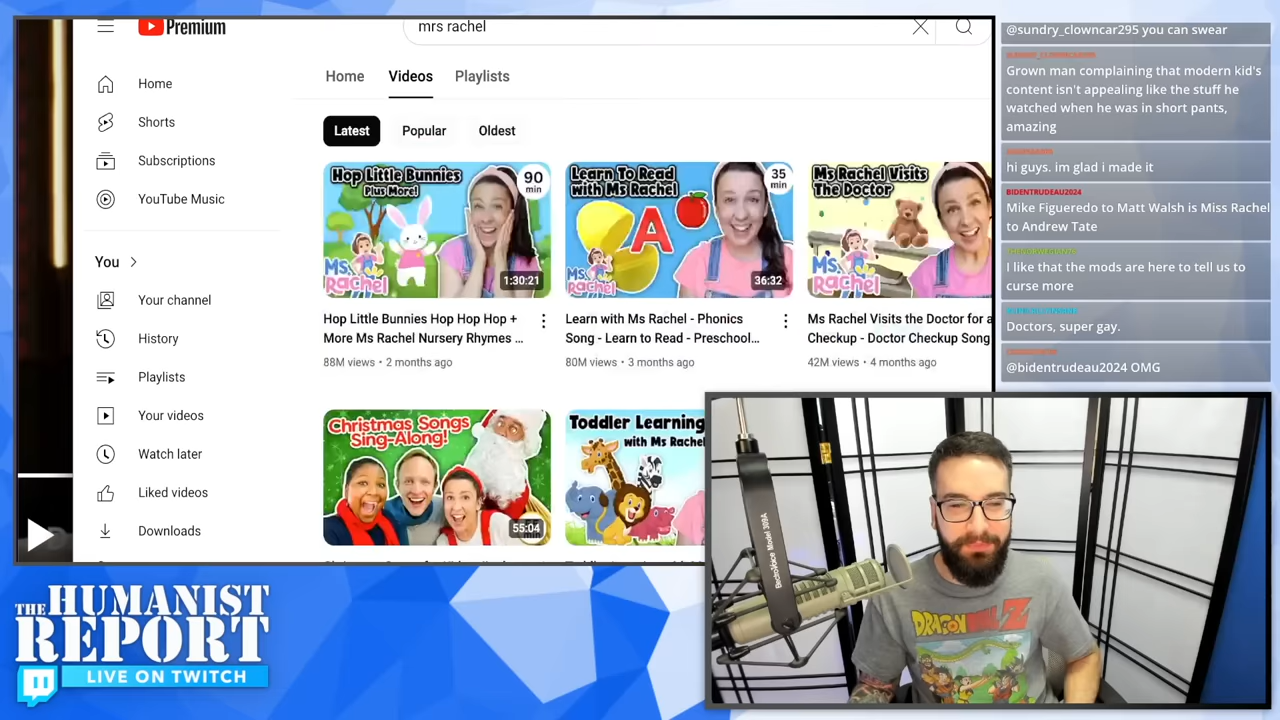 Premium
mrs rachel
Home
Shorts
Subscriptions
YouTube Music
You
Your channel
History
Playlists
Your videos
Watch later
Liked videos
Downloads
Home
Videos
Playlists
Latest
Popular
Oldest
Hop Little Bunnies
Plus More!
90
min
Ms
Rachel
1:30:21
Hop Little Bunnies Hop Hop Hop +
More Ms Rachel Nursery Rhymes ...
88M views • 2 months ago
Learn To Read
with Ms Rachel
35
min
A
Ms
Rachel
36:32
Learn with Ms Rachel - Phonics
Song - Learn to Read - Preschool...
80M views • 3 months ago
Ms Rachel Visits
The Doctor
Ms
Rachel
Ms Rachel Visits the Doctor for a
Checkup - Doctor Checkup Song
42M views • 4 months ago
Christmas Songs
Sing-Along!
55:04
Toddler Learning
with Ms Rachel
@sundry_clowncar295 you can swear
Grown man complaining that modern kid's
content isn't appealing like the stuff he
watched when he was in short pants,
amazing
hi guys. im glad i made it
BIDENTRUDEAU2024
Mike Figueredo to Matt Walsh is Miss Rachel
to Andrew Tate
I like that the mods are here to tell us to
curse more
Doctors, super gay.
@bidentrudeau2024 OMG
ElectroVoice Model 309A
DRAGON BALL Z
THE
HUMANIST
REPORT
LIVE ON TWITCH